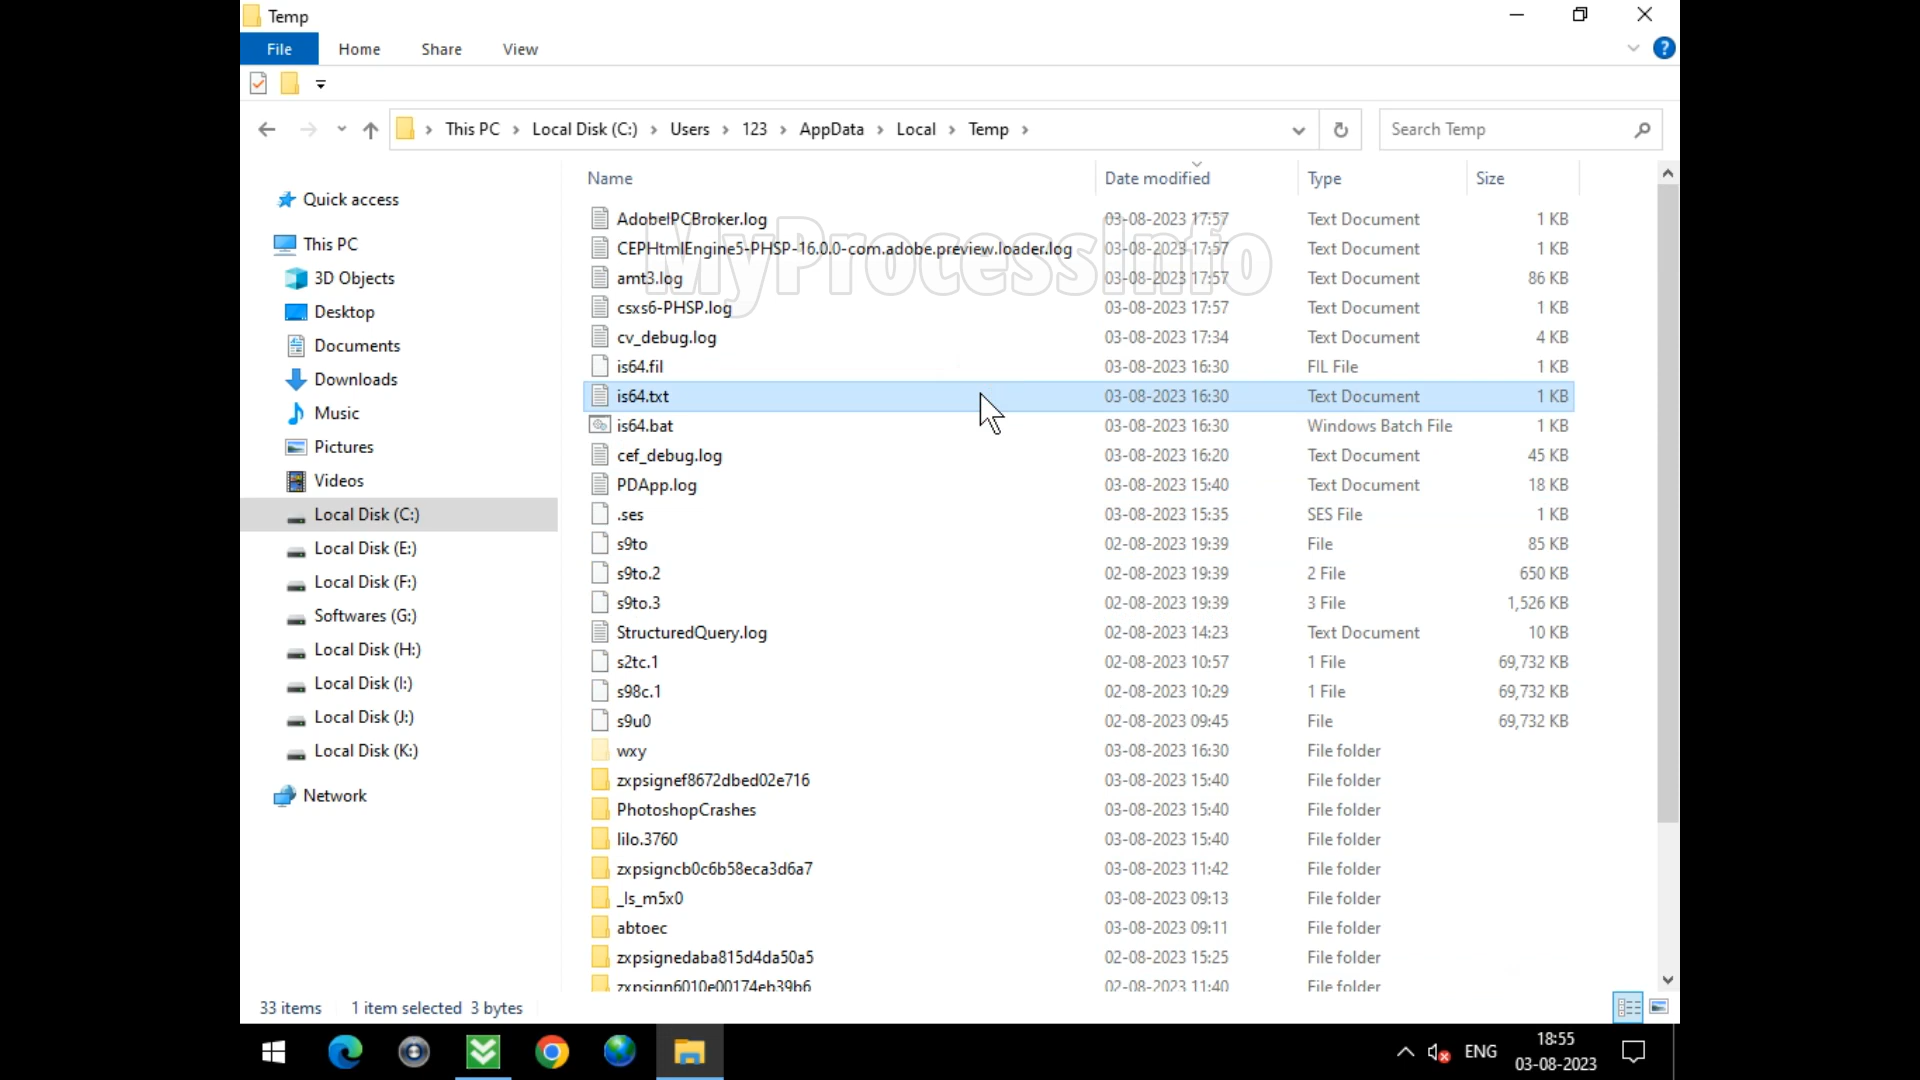 Temp
File Home Share View
This PC Local Disk (C:) Users 123 AppData Local Temp
Search Temp
Name Date modified Type Size
Quick access
This PC
3D Objects
Desktop
Documents
Downloads
Music
Pictures
Videos
Local Disk (C:)
Local Disk (E:)
Local Disk (F:)
Softwares (G:)
Local Disk (H:)
Local Disk (I:)
Local Disk (J:)
Local Disk (K:)
Network
AdobeIPCBroker.log 03-08-2023 17:57 Text Document 1 KB
CEPHtmlEngine5-PHSP-16.0.0-com.adobe.preview.loader.log 03-08-2023 17:57 Text Document 1 KB
MyProcessInfo
amt3.log 03-08-2023 17:57 Text Document 86 KB
csxs6-PHSP.log 03-08-2023 17:57 Text Document 1 KB
cv_debug.log 03-08-2023 17:34 Text Document 4 KB
is64.fil 03-08-2023 16:30 FIL File 1 KB
is64.txt 03-08-2023 16:30 Text Document 1 KB
is64.bat 03-08-2023 16:30 Windows Batch File 1 KB
cef_debug.log 03-08-2023 16:20 Text Document 45 KB
PDApp.log 03-08-2023 15:40 Text Document 18 KB
.ses 03-08-2023 15:35 SES File 1 KB
s9to 02-08-2023 19:39 File 85 KB
s9to.2 02-08-2023 19:39 2 File 650 KB
s9to.3 02-08-2023 19:39 3 File 1,526 KB
StructuredQuery.log 02-08-2023 14:23 Text Document 10 KB
s2tc.1 02-08-2023 10:57 1 File 69,732 KB
s98c.1 02-08-2023 10:29 1 File 69,732 KB
s9u0 02-08-2023 09:45 File 69,732 KB
wxy 03-08-2023 16:30 File folder
zxpsignef8672dbed02e716 03-08-2023 15:40 File folder
PhotoshopCrashes 03-08-2023 15:40 File folder
lilo.3760 03-08-2023 15:40 File folder
zxpsigncb0c6b58eca3d6a7 03-08-2023 11:42 File folder
_ls_m5x0 03-08-2023 09:13 File folder
abtoec 03-08-2023 09:11 File folder
zxpsignedaba815d4da50a5 02-08-2023 15:25 File folder
zxpsign6010e00174eb39b6 02-08-2023 11:40 File folder
33 items 1 item selected 3 bytes
ENG 18:55
03-08-2023